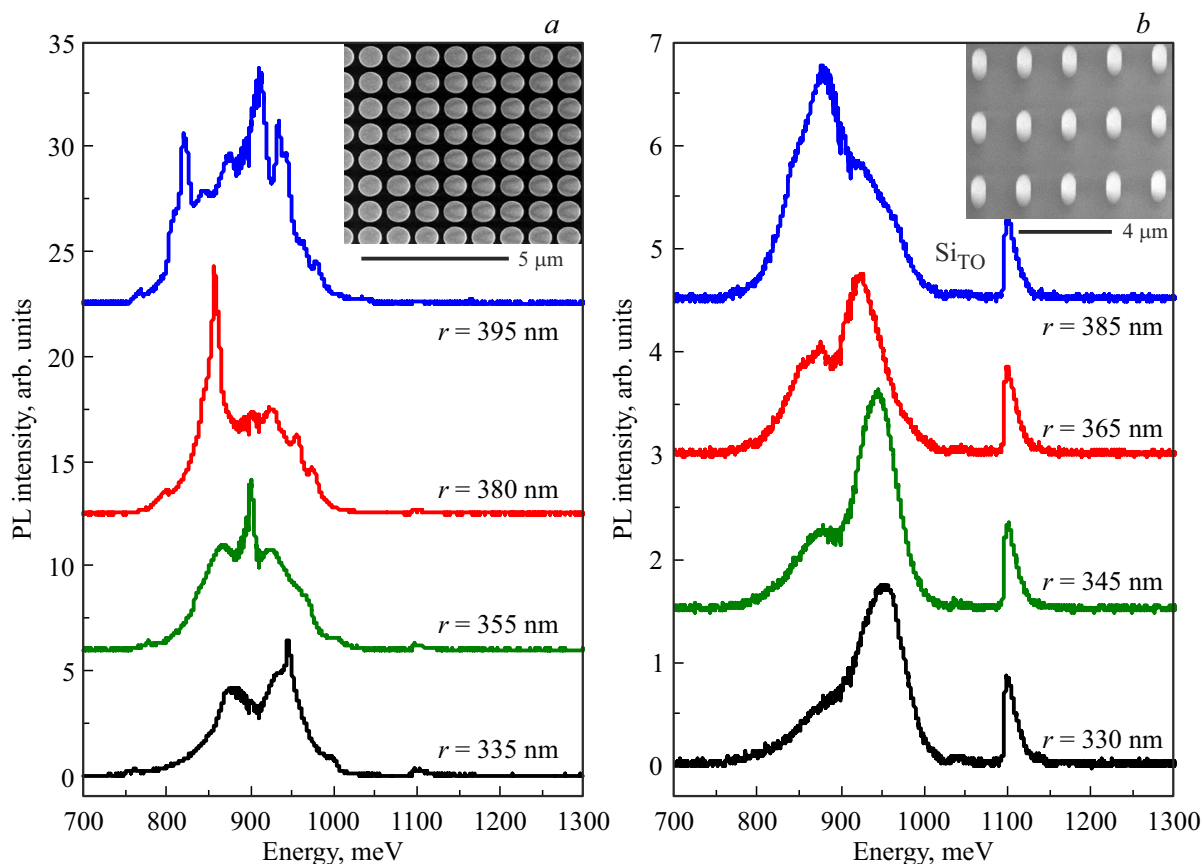 a
35
30
25
20
15
10
5
0
PL intensity, arb. units
5 μm
r = 395 nm
r = 380 nm
r = 355 nm
r = 335 nm
700 800 900 1000 1100 1200 1300
Energy, meV
b
7
6
5
4
3
2
1
0
PL intensity, arb. units
4 μm
SiTO
r = 385 nm
r = 365 nm
r = 345 nm
r = 330 nm
700 800 900 1000 1100 1200 1300
Energy, meV